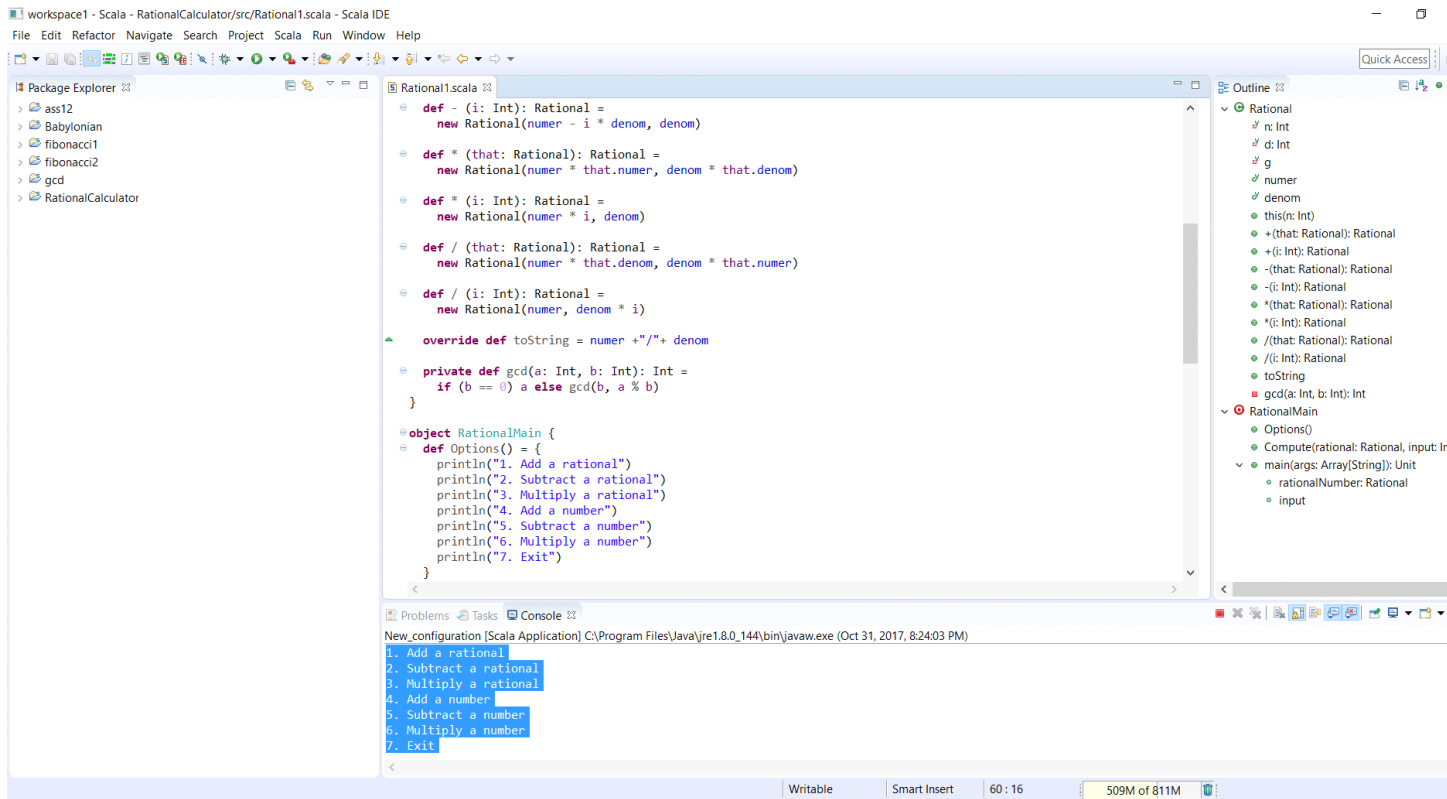 workspace1 - Scala - RationalCalculator/src/Rational1.scala - Scala IDE
File Edit Refactor Navigate Search Project Scala Run Window Help
Quick Access
Package Explorer
ass12
Babylonian
fibonacci1
fibonacci2
gcd
RationalCalculator
Rational1.scala
def - (i: Int): Rational =
new Rational(numer - i * denom, denom)
def * (that: Rational): Rational =
new Rational(numer * that.numer, denom * that.denom)
def * (i: Int): Rational =
new Rational(numer * i, denom)
def / (that: Rational): Rational =
new Rational(numer * that.denom, denom * that.numer)
def / (i: Int): Rational =
new Rational(numer, denom * i)
override def toString = numer +"/"+ denom
private def gcd(a: Int, b: Int): Int =
if (b == 0) a else gcd(b, a % b)
}
object RationalMain {
def Options() = {
println("1. Add a rational")
println("2. Subtract a rational")
println("3. Multiply a rational")
println("4. Add a number")
println("5. Subtract a number")
println("6. Multiply a number")
println("7. Exit")
}
Outline
Rational
n: Int
d: Int
g
numer
denom
this(n: Int)
+(that: Rational): Rational
+(i: Int): Rational
-(that: Rational): Rational
-(i: Int): Rational
*(that: Rational): Rational
*(i: Int): Rational
/(that: Rational): Rational
/(i: Int): Rational
toString
gcd(a: Int, b: Int): Int
RationalMain
Options()
Compute(rational: Rational, input: Ir
main(args: Array[String]): Unit
rationalNumber: Rational
input
Problems Tasks Console
New_configuration [Scala Application] C:\Program Files\Java\jre1.8.0_144\bin\javaw.exe (Oct 31, 2017, 8:24:03 PM)
1. Add a rational
2. Subtract a rational
3. Multiply a rational
4. Add a number
5. Subtract a number
6. Multiply a number
7. Exit
Writable Smart Insert 60 : 16 509M of 811M